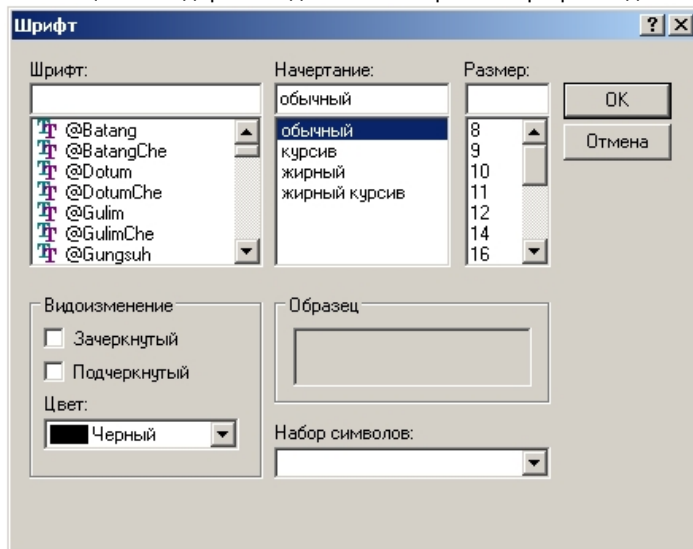 Шрифт
Шрифт:
Начертание:
Размер:
обычный
OK
Отмена
@Batang
@BatangChe
@Dotum
@DotumChe
@Gulim
@GulimChe
@Gungsuh
обычный
курсив
жирный
жирный курсив
8
9
10
11
12
14
16
Видоизменение
Зачеркнутый
Подчеркнутый
Цвет:
Черный
Образец
Набор символов: